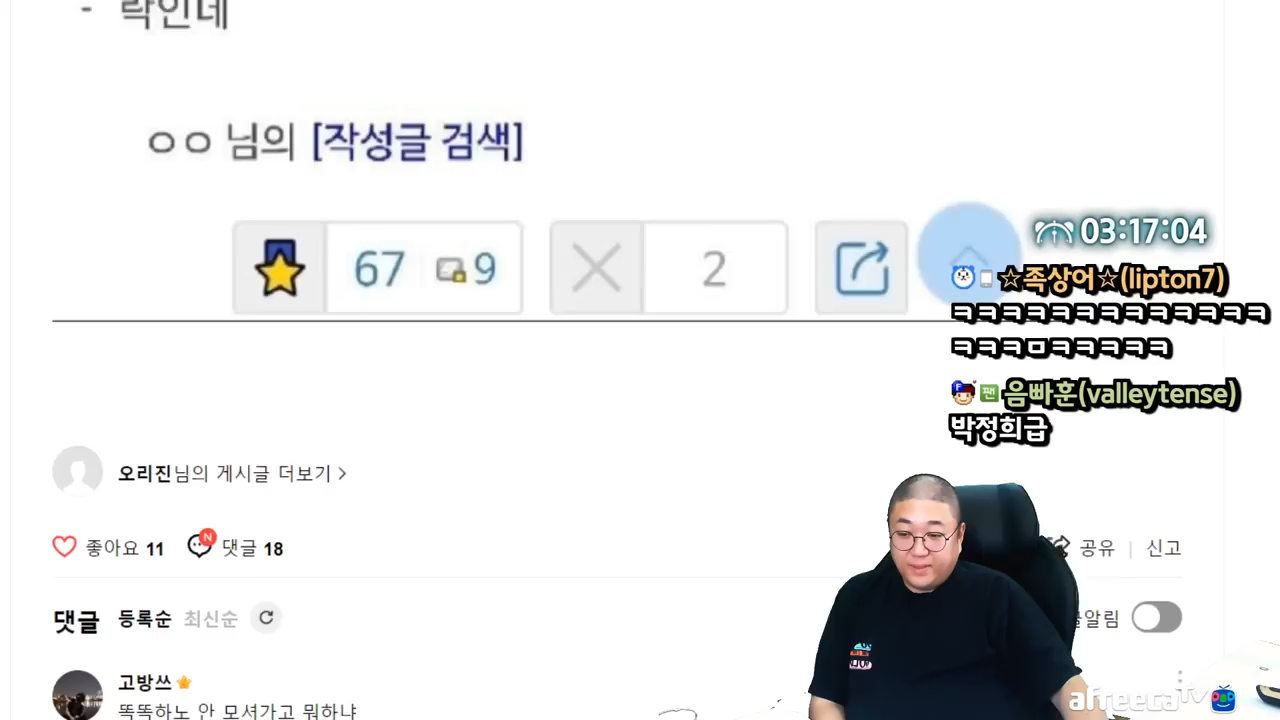 - 락인데
ㅇㅇ 님의 [작성글 검색]
67 9
2
03:17:04
☆족상어☆(lipton7)
ㅋㅋㅋㅋㅋㅋㅋㅋㅋㅋㅋㅋㅋ
ㅋㅋㅋㅁㅋㅋㅋㅋㅋ
F 팬 음빠훈(valleytense)
박정희급
오리진님의 게시글 더보기 >
좋아요 11 N 댓글 18
공유 | 신고
댓글 등록순 최신순
글알림
고방쓰
똑똑하노 안 모셔가고 뭐하냐
afreecaTV